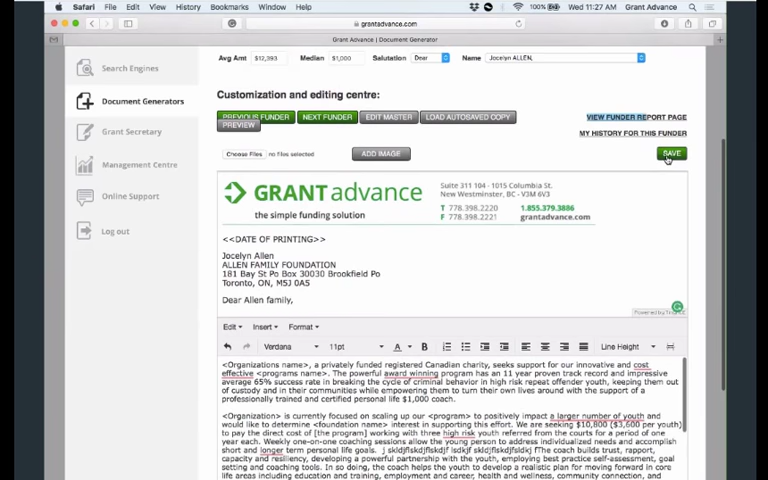 Safari File Edit View History Bookmarks Window Help 100% Wed 11:27 AM Grant Advance
grantadvance.com
Grant Advance | Document Generator
Search Engines
Document Generators
Grant Secretary
Management Centre
Online Support
Log out
Avg Amt $12,393 Median $1,000 Salutation Dear Name Jocelyn ALLEN,
Customization and editing centre:
PREVIOUS FUNDER NEXT FUNDER EDIT MASTER LOAD AUTOSAVED COPY VIEW FUNDER REPORT PAGE
PREVIEW
MY HISTORY FOR THIS FUNDER
Choose Files no files selected ADD IMAGE SAVE
GRANTadvance
the simple funding solution
Suite 311 194 - 1015 Columbia St.
New Westminster, BC - V3M 6V3
T 778.398.2220 1.855.379.3886
F 778.398.2221 grantadvance.com
<<DATE OF PRINTING>>
Jocelyn Allen
ALLEN FAMILY FOUNDATION
181 Bay St Po Box 30030 Brookfield Po
Toronto, ON, M5J 0A5
Dear Allen family,
Powered by
Edit Insert Format
Verdana 11pt A B Line Height
<Organizations name>, a privately funded registered Canadian charity, seeks support for our innovative and cost
effective <programs name>. The powerful award winning program has an 11 year proven track record and impressive
average 65% success rate in breaking the cycle of criminal behavior in high risk repeat offender youth, keeping them out
of custody and in their communities while empowering them to turn their own lives around with the support of a
professionally trained and certified personal life $1,000 coach.
<Organization> is currently focused on scaling up our <program> to positively impact a larger number of youth and
would like to determine <foundation name> interest in supporting this effort. We are seeking $10,800 ($3,600 per youth)
to pay the direct cost of [the program] working with three high risk youth referred from the courts for a period of one
year each. Weekly one-on-one coaching sessions allow the young person to address individualized needs and accomplish
short and longer term personal life goals. The coach builds trust, rapport,
capacity and resiliency, developing a powerful partnership with the youth, employing best practice self-assessment, goal
setting and coaching tools. In so doing, the coach helps the youth to develop a realistic plan for moving forward in core
life areas including education and training, employment and career, health and wellness, community connection, and